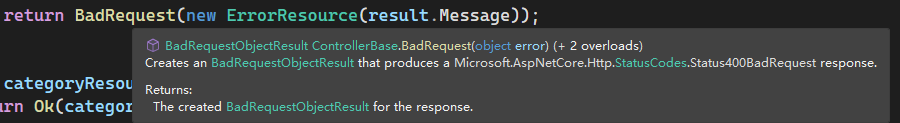 return BadRequest(new ErrorResource(result.Message));
BadRequestObjectResult ControllerBase.BadRequest(object error) (+ 2 overloads)
Creates an BadRequestObjectResult that produces a Microsoft.AspNetCore.Http.StatusCodes.Status400BadRequest response.
categoryResou
Returns:
urn Ok(categor
The created BadRequestObjectResult for the response.